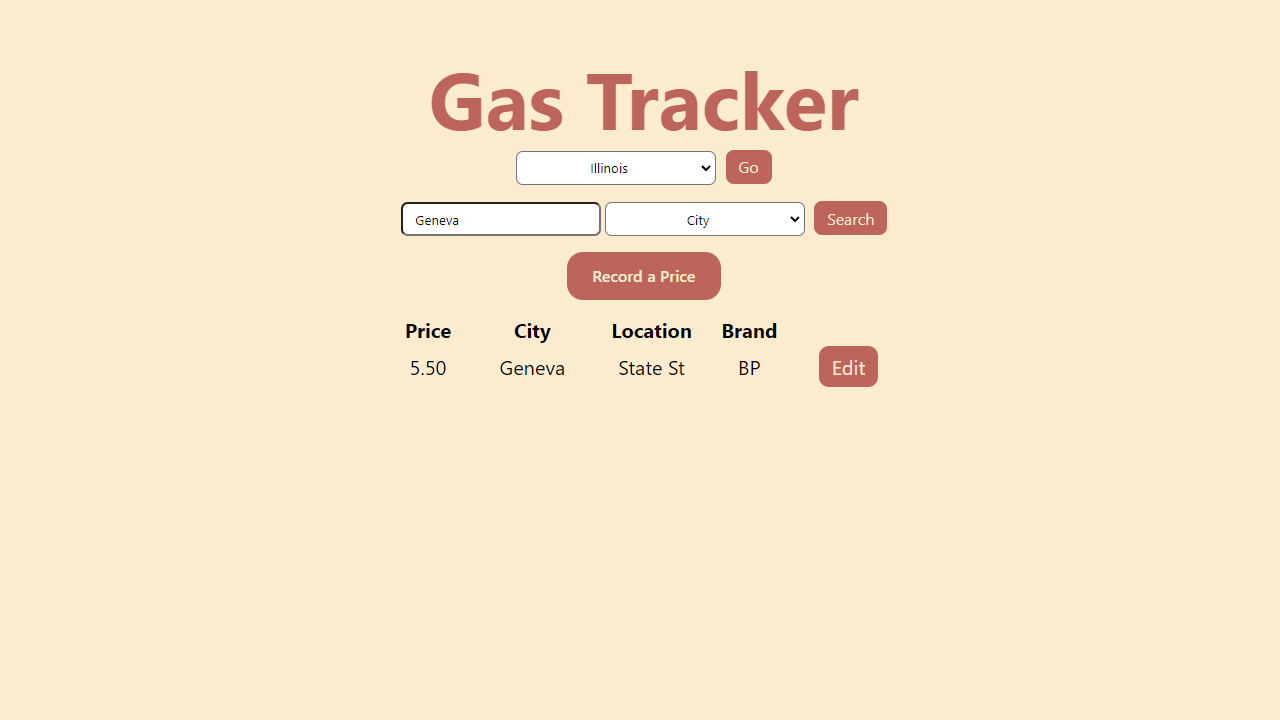 Gas Tracker
Illinois Go
Geneva City Search
Record a Price
Price City Location Brand
5.50 Geneva State St BP Edit